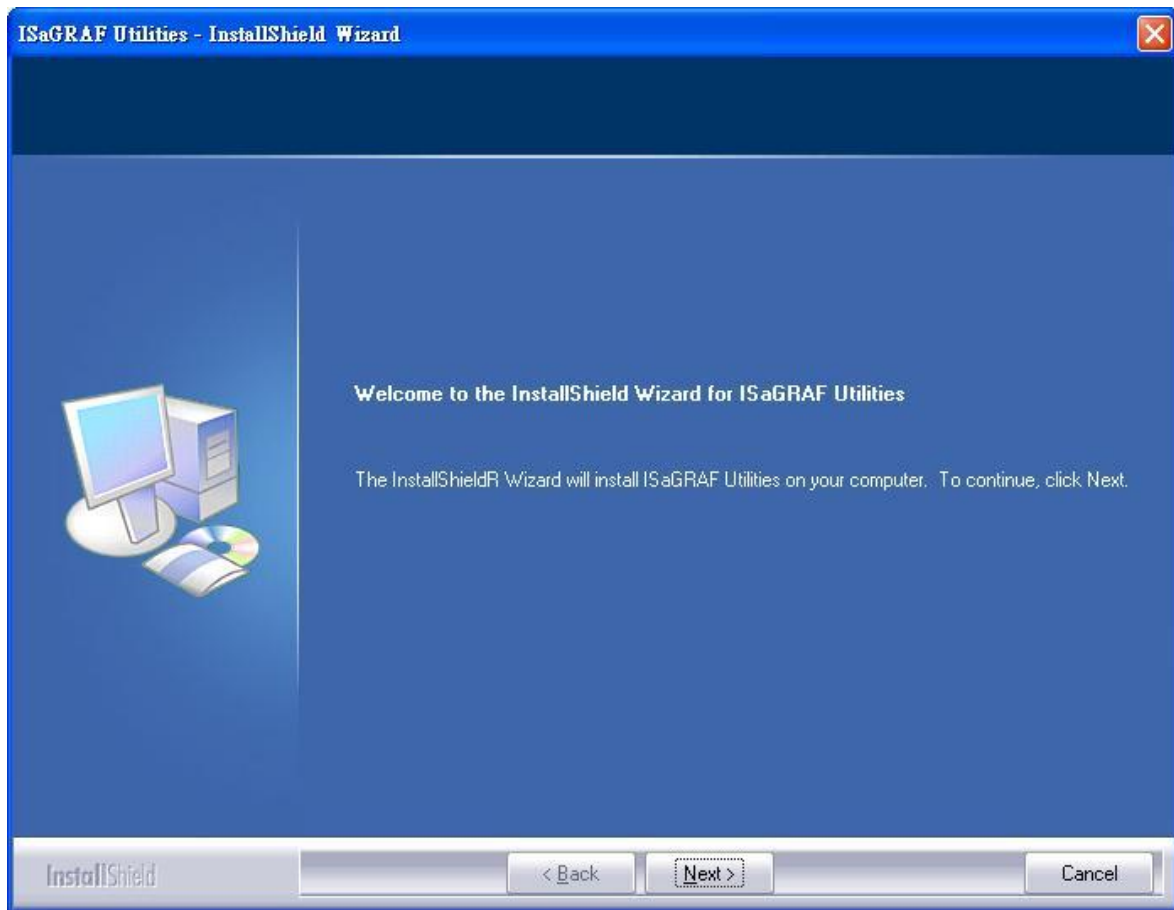 ISaGRAF Utilities - InstallShield Wizard
Welcome to the InstallShield Wizard for ISaGRAF Utilities
The InstallShieldR Wizard will install ISaGRAF Utilities on your computer. To continue, click Next.
InstallShield
< Back
Next >
Cancel